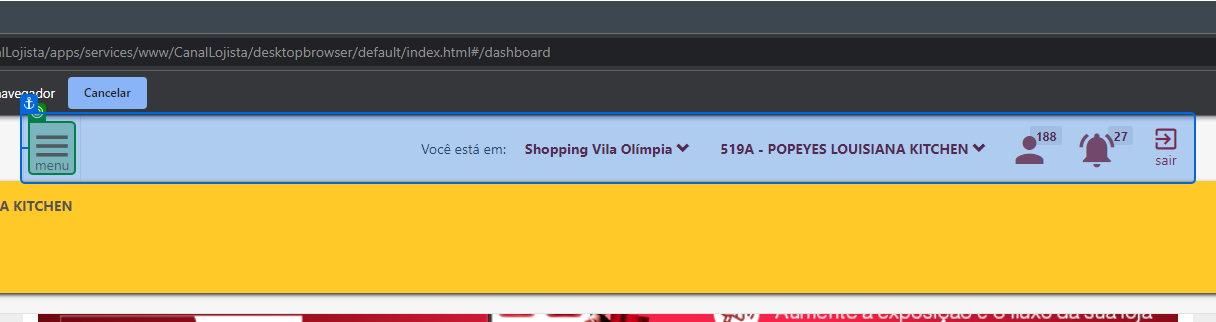 alLojista/apps/services/www/CanalLojista/desktopbrowser/default/index.html#/dashboard
navegador Cancelar
menu Você está em: Shopping Vila Olímpia 519A - POPEYES LOUISIANA KITCHEN 188 27 sair
A KITCHEN
Aumente a exposição e o fluxo da sua loja